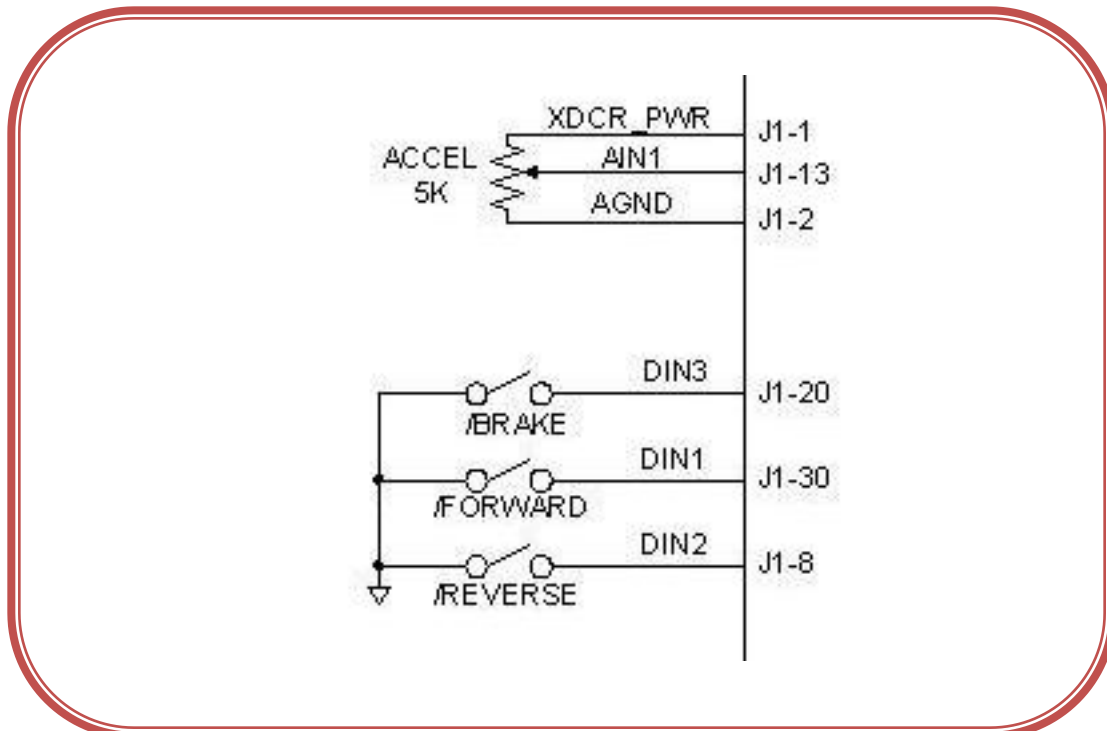 XDCR_PWR J1-1
ACCEL AIN1 J1-13
5K
AGND J1-2
DIN3 J1-20
/BRAKE
DIN1 J1-30
/FORWARD
DIN2 J1-8
/REVERSE